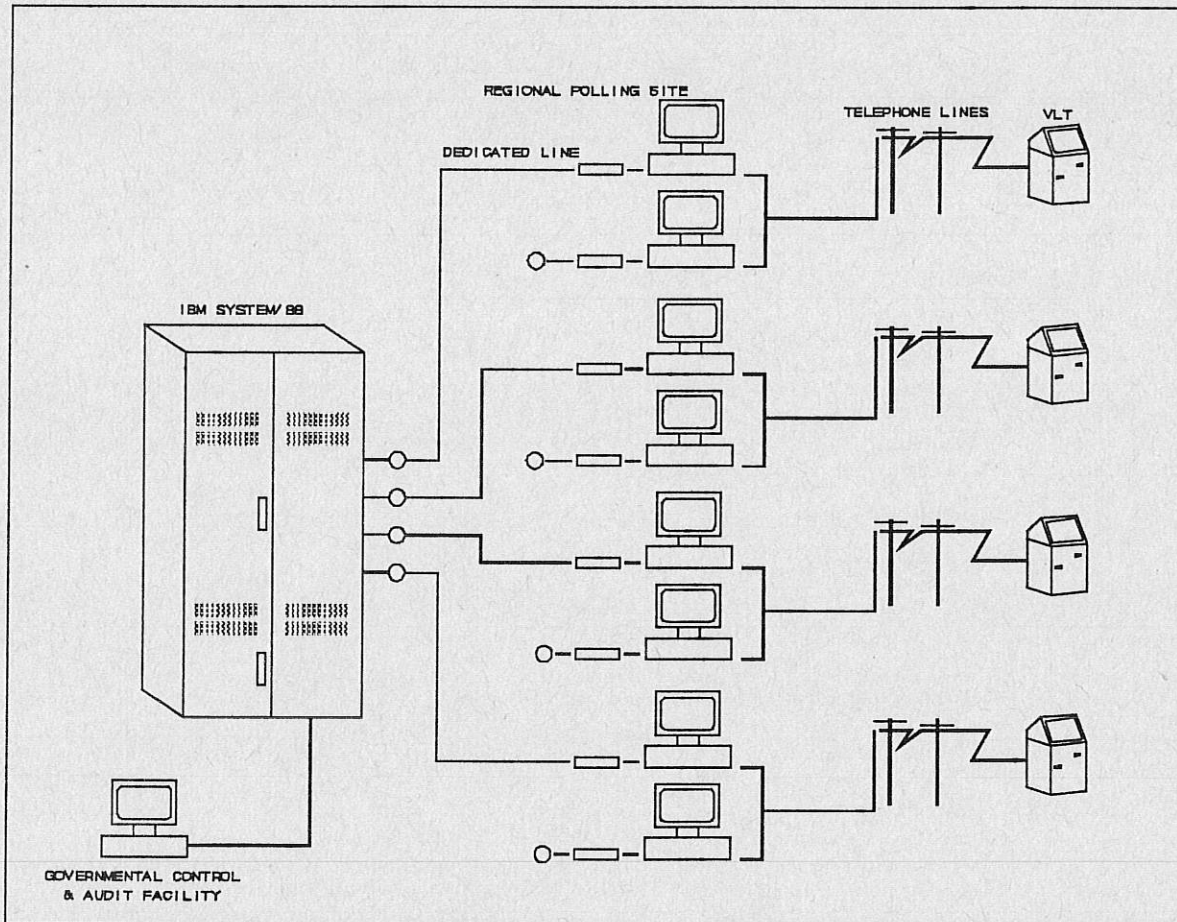 REGIONAL POLLING SITE
TELEPHONE LINES
VLT
DEDICATED LINE
IBM SYSTEM/88
GOVERNMENTAL CONTROL
& AUDIT FACILITY